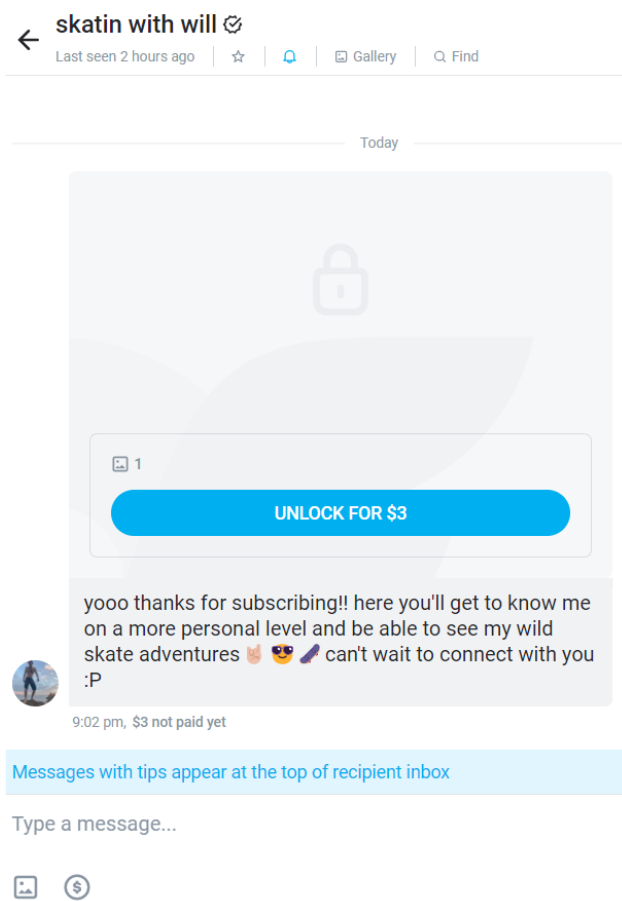 skatin with will
Last seen 2 hours ago
Gallery
Find
Today
1
UNLOCK FOR $3
yooo thanks for subscribing!! here you'll get to know me
on a more personal level and be able to see my wild
skate adventures 🤘🏼 😎 🛹 can't wait to connect with you
:P
9:02 pm, $3 not paid yet
Messages with tips appear at the top of recipient inbox
Type a message...